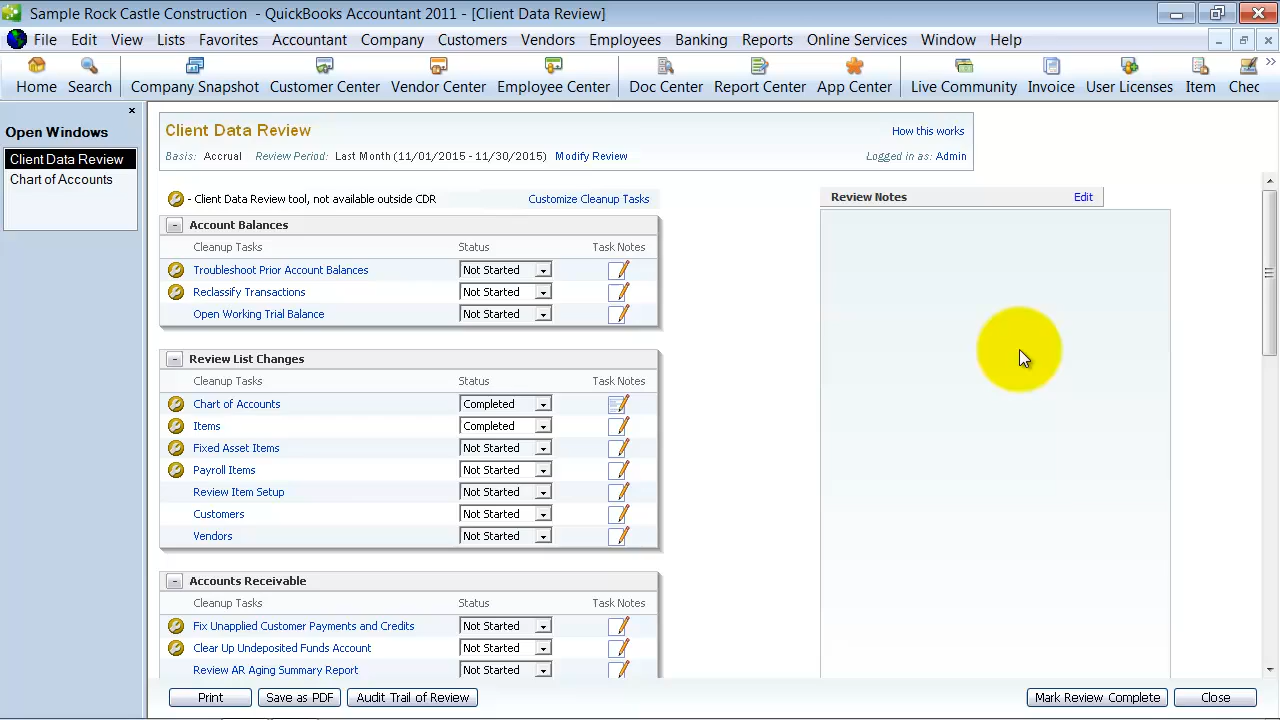 Sample Rock Castle Construction - QuickBooks Accountant 2011 - [Client Data Review]
File Edit View Lists Favorites Accountant Company Customers Vendors Employees Banking Reports Online Services Window Help
Home Search Company Snapshot Customer Center Vendor Center Employee Center Doc Center Report Center App Center Live Community Invoice User Licenses Item Chec
Open Windows
Client Data Review
Chart of Accounts
Client Data Review
How this works
Basis: Accrual Review Period: Last Month (11/01/2015 - 11/30/2015) Modify Review
Logged in as: Admin
- Client Data Review tool, not available outside CDR
Customize Cleanup Tasks
Account Balances
Cleanup Tasks Status Task Notes
Troubleshoot Prior Account Balances Not Started
Reclassify Transactions Not Started
Open Working Trial Balance Not Started
Review List Changes
Cleanup Tasks Status Task Notes
Chart of Accounts Completed
Items Completed
Fixed Asset Items Not Started
Payroll Items Not Started
Review Item Setup Not Started
Customers Not Started
Vendors Not Started
Accounts Receivable
Cleanup Tasks Status Task Notes
Fix Unapplied Customer Payments and Credits Not Started
Clear Up Undeposited Funds Account Not Started
Review AR Aging Summary Report Not Started
Review Notes Edit
Print Save as PDF Audit Trail of Review Mark Review Complete Close